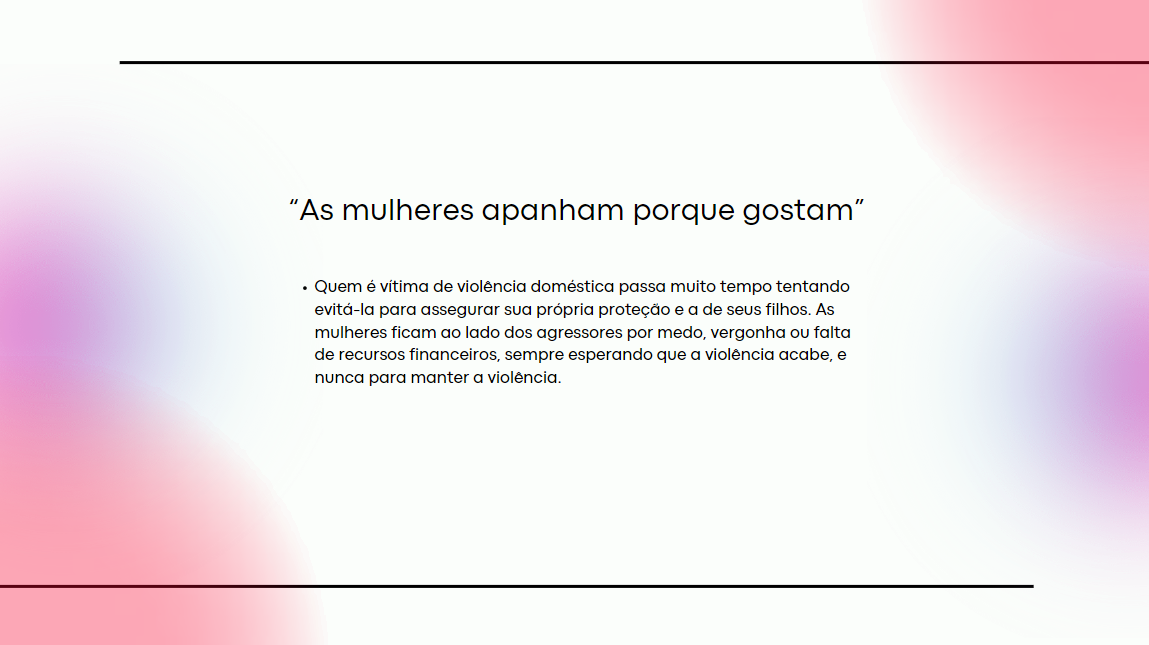 “As mulheres apanham porque gostam”
• Quem é vítima de violência doméstica passa muito tempo tentando
evitá-la para assegurar sua própria proteção e a de seus filhos. As
mulheres ficam ao lado dos agressores por medo, vergonha ou falta
de recursos financeiros, sempre esperando que a violência acabe, e
nunca para manter a violência.